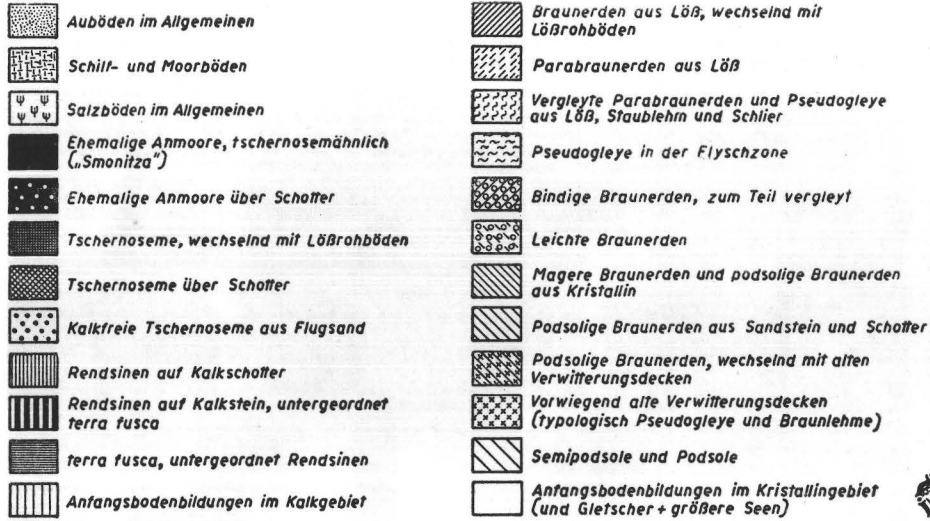 Auböden im Allgemeinen
Schilf- und Moorböden
Salzböden im Allgemeinen
Ehemalige Anmoore, tschernosemähnlich
(„Smonitza“)
Ehemalige Anmoore über Schotter
Tschernoseme, wechselnd mit Lößrohböden
Tschernoseme über Schotter
Kalkfreie Tschernoseme aus Flugsand
Rendsinen auf Kalkschotter
Rendsinen auf Kalkstein, untergeordnet
terra fusca
terra fusca, untergeordnet Rendsinen
Anfangsbodenbildungen im Kalkgebiet
Braunerden aus Löß, wechselnd mit
Lößrohböden
Parabraunerden aus Löß
Vergleyte Parabraunerden und Pseudogleye
aus Löß, Staublehm und Schlier
Pseudogleye in der Flyschzone
Bindige Braunerden, zum Teil vergleyt
Leichte Braunerden
Magere Braunerden und podsolige Braunerden
aus Kristallin
Podsolige Braunerden aus Sandstein und Schotter
Podsolige Braunerden, wechselnd mit alten
Verwitterungsdecken
Vorwiegend alte Verwitterungsdecken
(typologisch Pseudogleye und Braunlehme)
Semipodsole und Podsole
Anfangsbodenbildungen im Kristallingebiet
(und Gletscher + größere Seen)